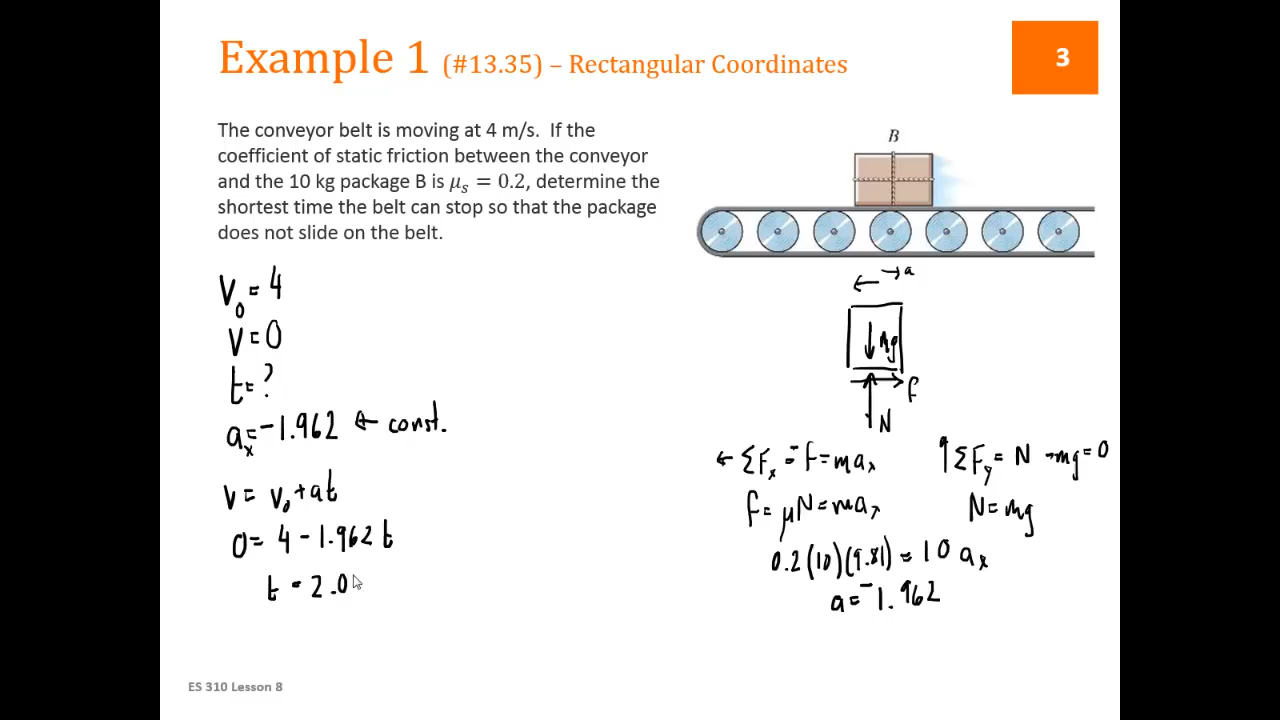 Example 1 (#13.35) – Rectangular Coordinates
3
The conveyor belt is moving at 4 m/s. If the
coefficient of static friction between the conveyor
and the 10 kg package B is μₛ = 0.2, determine the
shortest time the belt can stop so that the package
does not slide on the belt.
B
V₀ = 4
V = 0
t = ?
aₓ = -1.962 ← const.
V = V₀ + at
0 = 4 - 1.962 t
t = 2.0
← → a
↓ mg
F
N
← ΣFₓ = -F = maₓ
F = μN = maₓ
0.2 (10) (9.81) = 10 aₓ
a = -1.962
↑ ΣFy = N - mg = 0
N = mg
ES 310 Lesson 8